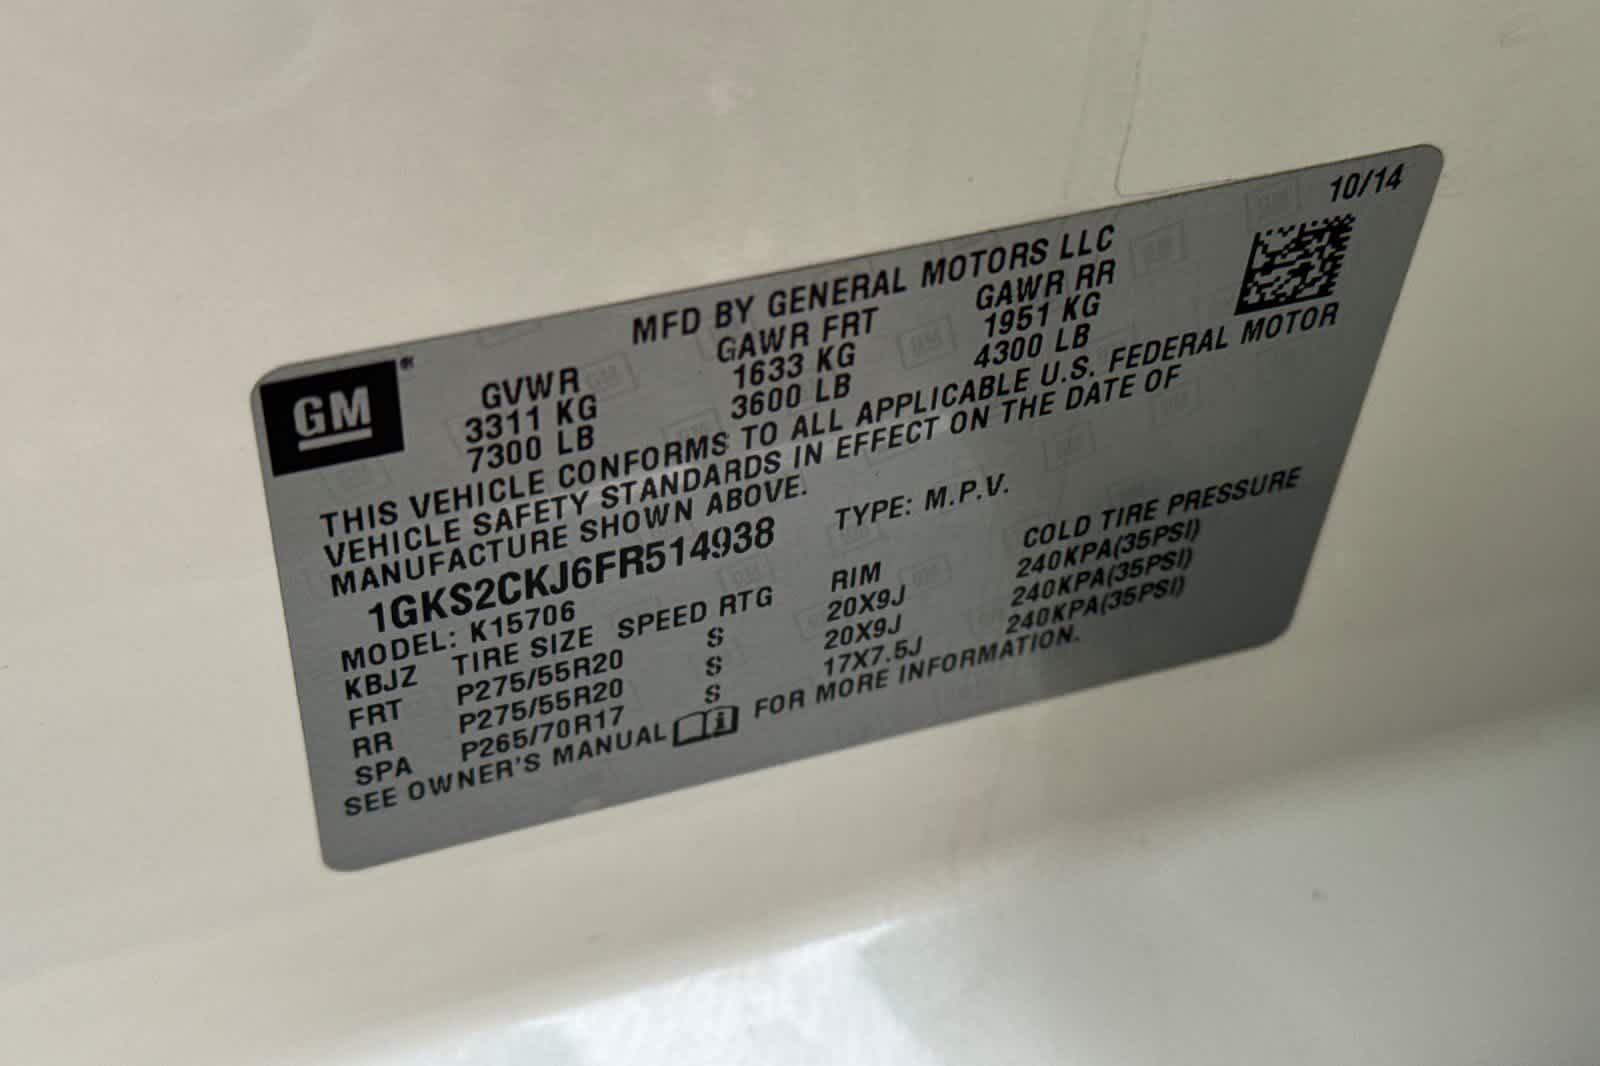 10/14
MFD BY GENERAL MOTORS LLC
GM®
GVWR GAWR FRT GAWR RR
3311 KG 1633 KG 1951 KG
7300 LB 3600 LB 4300 LB
THIS VEHICLE CONFORMS TO ALL APPLICABLE U.S. FEDERAL MOTOR
VEHICLE SAFETY STANDARDS IN EFFECT ON THE DATE OF
MANUFACTURE SHOWN ABOVE.
1GKS2CKJ6FR514938 TYPE: M.P.V.
MODEL: K15706
KBJZ TIRE SIZE SPEED RTG RIM COLD TIRE PRESSURE
FRT P275/55R20 S 20X9J 240KPA(35PSI)
RR P275/55R20 S 20X9J 240KPA(35PSI)
SPA P265/70R17 S 17X7.5J 240KPA(35PSI)
SEE OWNER'S MANUAL FOR MORE INFORMATION.